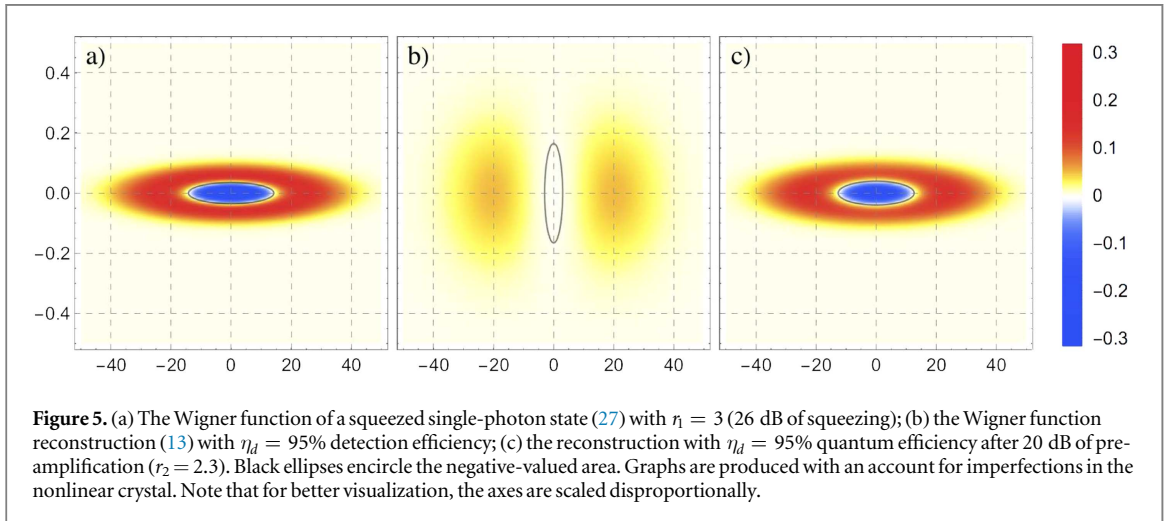 a)
b)
c)
0.4
0.2
0.0
−0.2
−0.4
−40 −20 0 20 40
−40 −20 0 20 40
−40 −20 0 20 40
0.3
0.2
0.1
0
-0.1
-0.2
-0.3
Figure 5. (a) The Wigner function of a squeezed single-photon state (27) with r₁ = 3 (26 dB of squeezing); (b) the Wigner function
reconstruction (13) with η_d = 95% detection efficiency; (c) the reconstruction with η_d = 95% quantum efficiency after 20 dB of pre-
amplification (r₂ = 2.3). Black ellipses encircle the negative-valued area. Graphs are produced with an account for imperfections in the
nonlinear crystal. Note that for better visualization, the axes are scaled disproportionally.